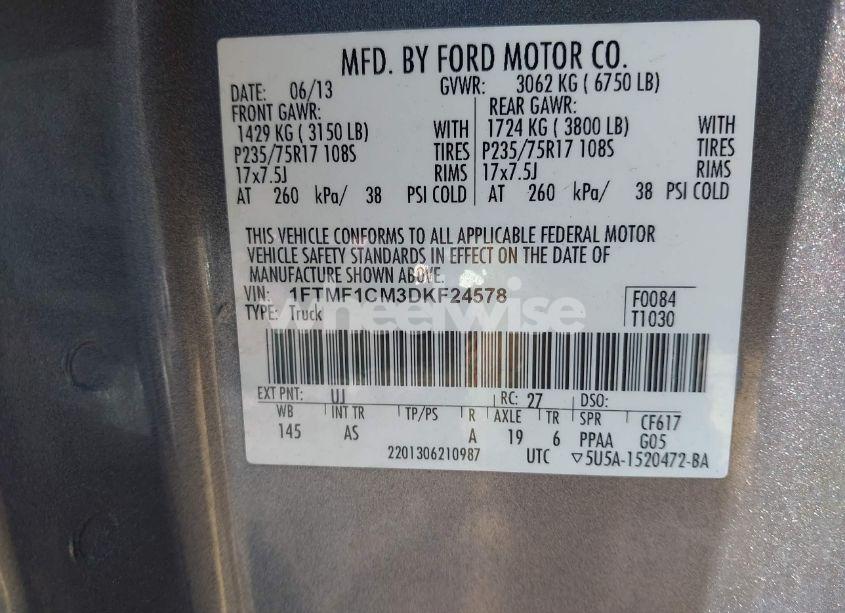 MFD. BY FORD MOTOR CO.
DATE: 06/13 GVWR: 3062 KG ( 6750 LB)
FRONT GAWR: REAR GAWR:
1429 KG ( 3150 LB) WITH 1724 KG ( 3800 LB) WITH
P235/75R17 108S TIRES P235/75R17 108S TIRES
17x7.5J RIMS 17x7.5J RIMS
AT 260 kPa/ 38 PSI COLD AT 260 kPa/ 38 PSI COLD
THIS VEHICLE CONFORMS TO ALL APPLICABLE FEDERAL MOTOR
VEHICLE SAFETY STANDARDS IN EFFECT ON THE DATE OF
MANUFACTURE SHOWN ABOVE.
VIN: 1FTMF1CM3DKF24578 F0084
TYPE: Truck T1030
wheelwise
EXT PNT: UJ RC: 27 DSO:
WB INT TR TP/PS R AXLE TR SPR CF617
145 AS A 19 6 PPAA G05
2201306210987 UTC ▽5U5A-1520472-BA